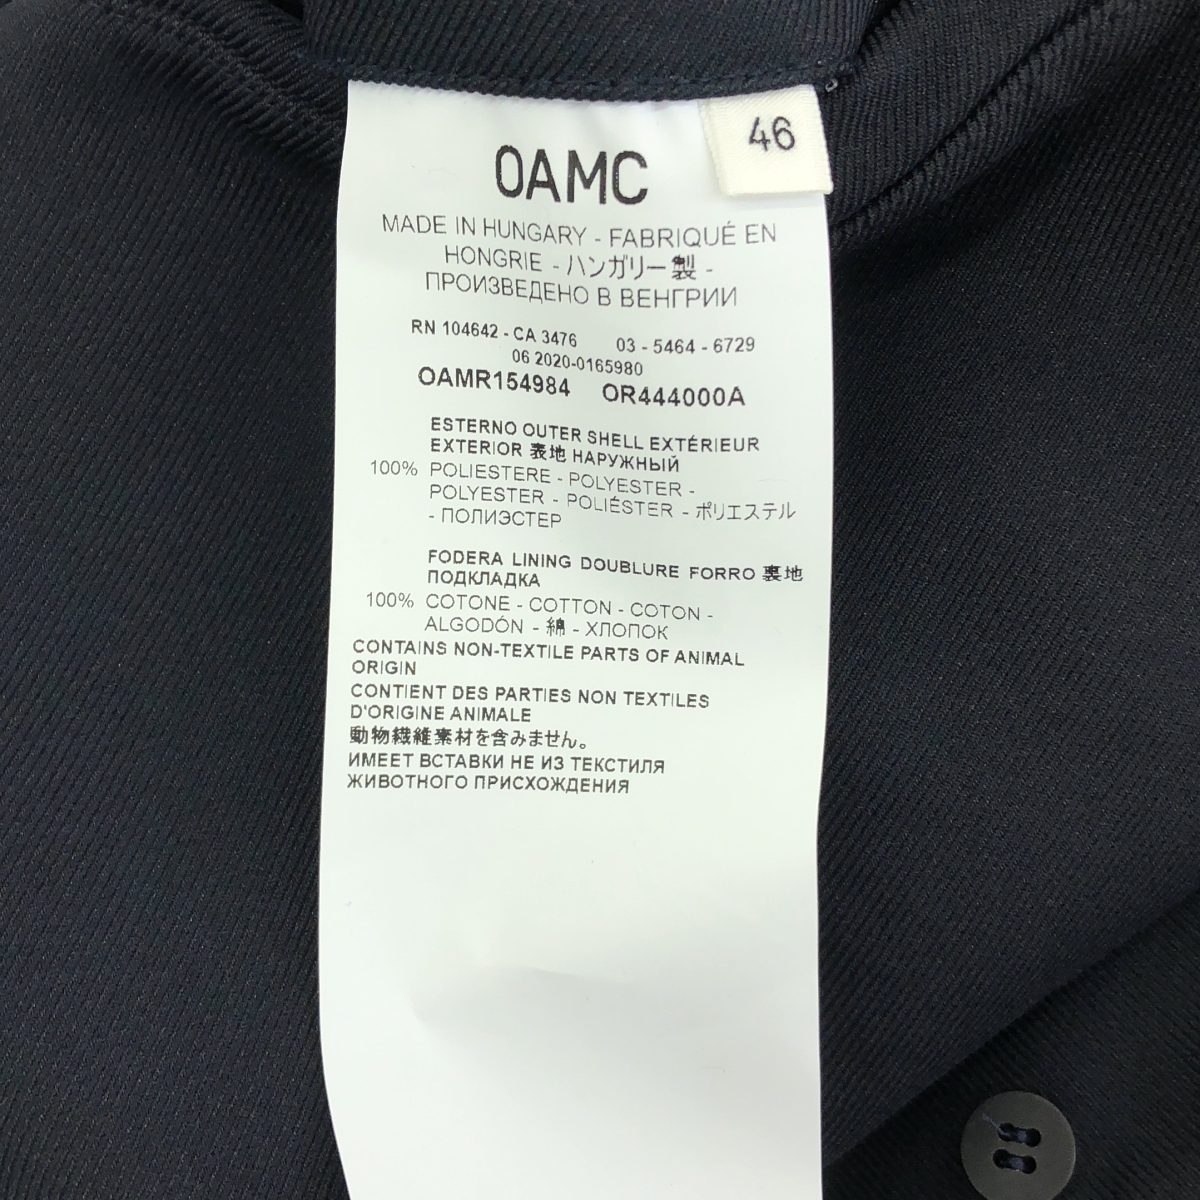 46
OAMC
MADE IN HUNGARY - FABRIQUÉ EN
HONGRIE - ハンガリー製 -
ПРОИЗВЕДЕНО В ВЕНГРИИ
RN 104642 - CA 3476 03 - 5464 - 6729
06 2020-0165980
OAMR154984 OR444000A
ESTERNO OUTER SHELL EXTÉRIEUR
EXTERIOR 表地 НАРУЖНЫЙ
100% POLIESTERE - POLYESTER -
POLYESTER - POLIÉSTER - ポリエステル
- ПОЛИЭСТЕР
FODERA LINING DOUBLURE FORRO 裏地
ПОДКЛАДКА
100% COTONE - COTTON - COTON -
ALGODÓN - 綿 - ХЛОПОК
CONTAINS NON-TEXTILE PARTS OF ANIMAL
ORIGIN
CONTIENT DES PARTIES NON TEXTILES
D'ORIGINE ANIMALE
動物繊維素材を含みません。
ИМЕЕТ ВСТАВКИ НЕ ИЗ ТЕКСТИЛЯ
ЖИВОТНОГО ПРИСХОЖДЕНИЯ